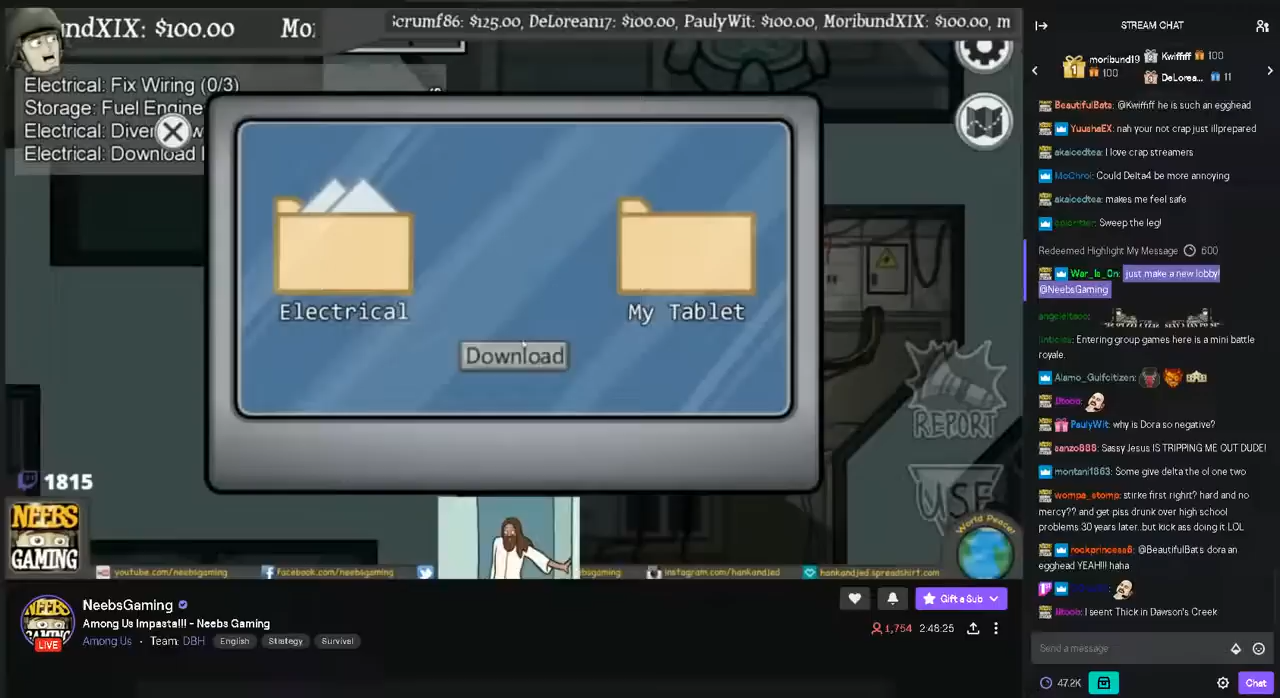 ndXIX: $100.00 Mo
crumf86: $125.00, DeLorean17: $100.00, PaulyWit: $100.00, MoribundXIX: $100.00, m
Electrical: Fix Wiring (0/3)
Storage: Fuel Engine
Electrical: Diver
Electrical: Download
Electrical
My Tablet
Download
REPORT
USE
1815
NEEBS
GAMING
World Peace!
youtube.com/neebsgaming
facebook.com/neebsgaming
bsgaming
instagram.com/hankandjed
hankandjed.spreadshirt.com
NEEBS
GAMING
LIVE
NeebsGaming
Among Us Impasta!!! - Neebs Gaming
Among Us · Team: DBH English Strategy Survival
Gift a Sub
1,754 2:48:25
STREAM CHAT
1 moribund19 100
2 Kwiffiff 100
3 DeLorea... 11
BeautifulBats: @Kwiffiff he is such an egghead
YuushaEX: nah your not crap just illprepared
akaicedtea: I love crap streamers
MoChroi: Could Delta4 be more annoying
akaicedtea: makes me feel safe
Sweep the leg!
Redeemed Highlight My Message 600
War_Is_On: just make a new lobby!
@NeebsGaming
Entering group games here is a mini battle
royale.
Alamo_Gulfcitizen:
PaulyWit: why is Dora so negative?
sanzo888: Sassy Jesus IS TRIPPING ME OUT DUDE!
montani1863: Some give delta the ol one two
wompa_stomp: stirke first right? hard and no
mercy?? and get piss drunk over high school
problems 30 years later..but kick ass doing it LOL
rockprincess8: @BeautifulBats dora an
egghead YEAH!!! haha
I seent Thick in Dawson's Creek
Send a message
47.2K
Chat